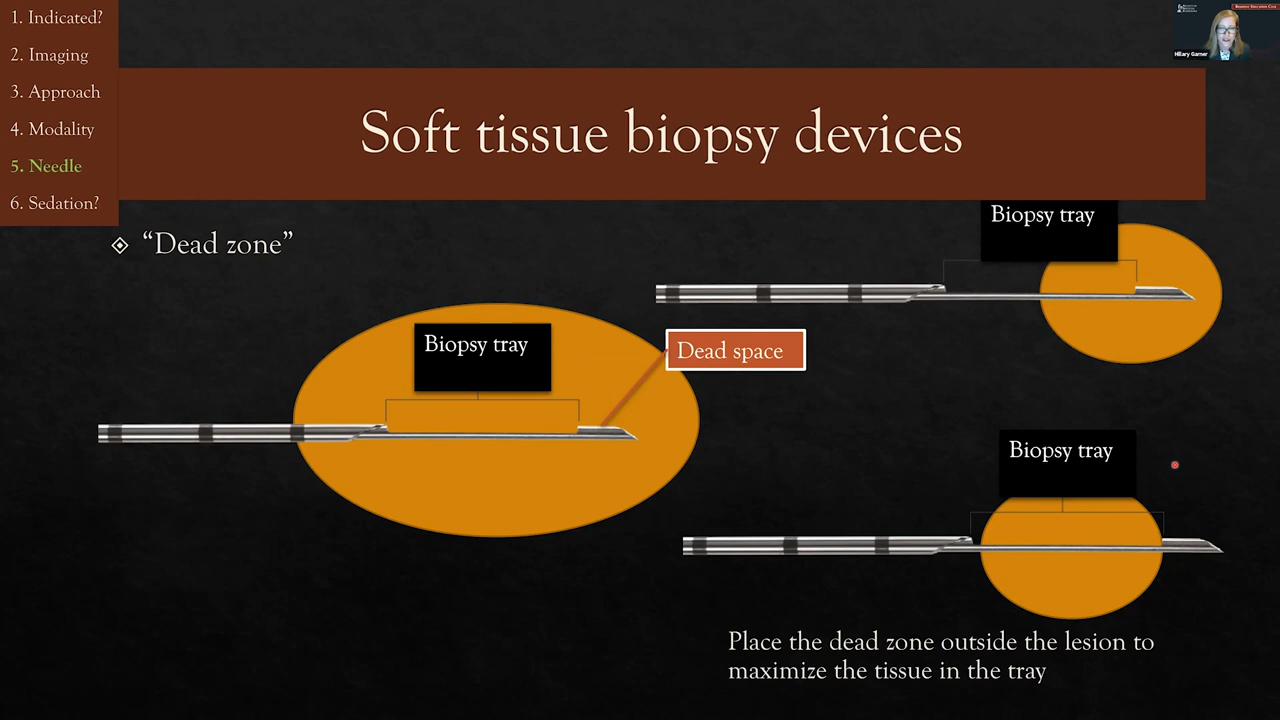 1. Indicated?
2. Imaging
3. Approach
4. Modality
5. Needle
6. Sedation?
Hillary Garner
Soft tissue biopsy devices
“Dead zone”
Biopsy tray
Biopsy tray
Dead space
Biopsy tray
Place the dead zone outside the lesion to
maximize the tissue in the tray